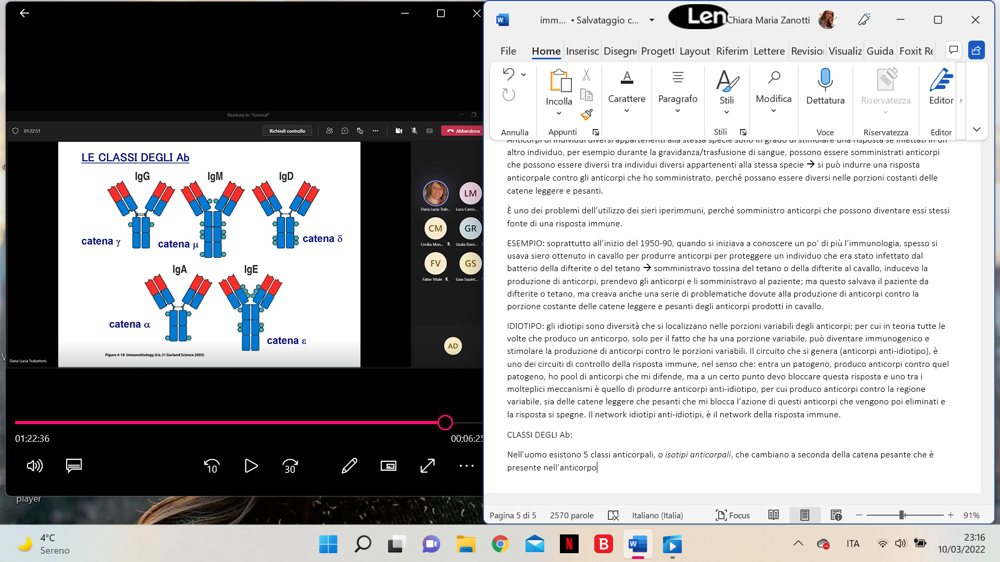 Riunione in "General"
01:22:51
Richiedi controllo
Abbandona
LE CLASSI DEGLI Ab
IgG
IgM
IgD
catena γ
catena μ
catena δ
IgA
IgE
catena α
catena ε
Figure 4-18 Immunobiology, 6/e. (© Garland Science 2005)
Daria Lucia Trabattoni
Daria Lucia Trab...
LM
Luca Carmi...
CM
Cecilia Mon...
GR
Giulia Raim...
FV
Fabio Vitale
GS
Gaia Squint...
AD
01:22:36
00:06:25
10
30
player
imm... • Salvataggio c...
Len
Chiara Maria Zanotti
File
Home
Inserisc
Disegn
Progett
Layout
Riferim
Lettere
Revisio
Visualiz
Guida
Foxit Re
Incolla
Carattere
Paragrafo
Stili
Modifica
Dettatura
Riservatezza
Editor
Annulla
Appunti
Stili
Voce
Riservatezza
Editor
Anticorpi di individui diversi appartenenti alla stessa specie sono in grado di stimolare una risposta se infettati in un
altro individuo, per esempio durante la gravidanza/trasfusione di sangue, possono essere somministrati anticorpi
che possono essere diversi tra individui diversi appartenenti alla stessa specie → si può indurre una risposta
anticorpale contro gli anticorpi che ho somministrato, perché possano essere diversi nelle porzioni costanti delle
catene leggere e pesanti.
È uno dei problemi dell'utilizzo dei sieri iperimmuni, perché somministro anticorpi che possono diventare essi stessi
fonte di una risposta immune.
ESEMPIO: soprattutto all'inizio del 1950-90, quando si iniziava a conoscere un po' di più l'immunologia, spesso si
usava siero ottenuto in cavallo per produrre anticorpi per proteggere un individuo che era stato infettato dal
batterio della difterite o del tetano → somministravo tossina del tetano o della difterite al cavallo, inducevo la
produzione di anticorpi, prendevo gli anticorpi e li somministravo al paziente; ma questo salvava il paziente da
difterite o tetano, ma creava anche una serie di problematiche dovute alla produzione di anticorpi contro la
porzione costante delle catene leggere e pesanti degli anticorpi prodotti in cavallo.
IDIOTIPO: gli idiotipi sono diversità che si localizzano nelle porzioni variabili degli anticorpi; per cui in teoria tutte le
volte che produco un anticorpo, solo per il fatto che ha una porzione variabile, può diventare immunogenico e
stimolare la produzione di anticorpi contro le porzioni variabili. Il circuito che si genera (anticorpi anti-idiotipo), è
uno dei circuiti di controllo della risposta immune, nel senso che: entra un patogeno, produco anticorpi contro quel
patogeno, ho pool di anticorpi che mi difende, ma a un certo punto devo bloccare questa risposta e uno tra i
molteplici meccanismi è quello di produrre anticorpi anti-idiotipo, per cui produco anticorpi contro la regione
variabile, sia delle catene leggere che pesanti che mi blocca l'azione di questi anticorpi che vengono poi eliminati e
la risposta si spegne. Il network idiotipi anti-idiotipi, è il network della risposta immune.
CLASSI DEGLI Ab:
Nell'uomo esistono 5 classi anticorpali, o isotipi anticorpali, che cambiano a seconda della catena pesante che è
presente nell'anticorpo
Pagina 5 di 5
2570 parole
Italiano (Italia)
Focus
91%
4°C
Sereno
ITA
23:16
10/03/2022